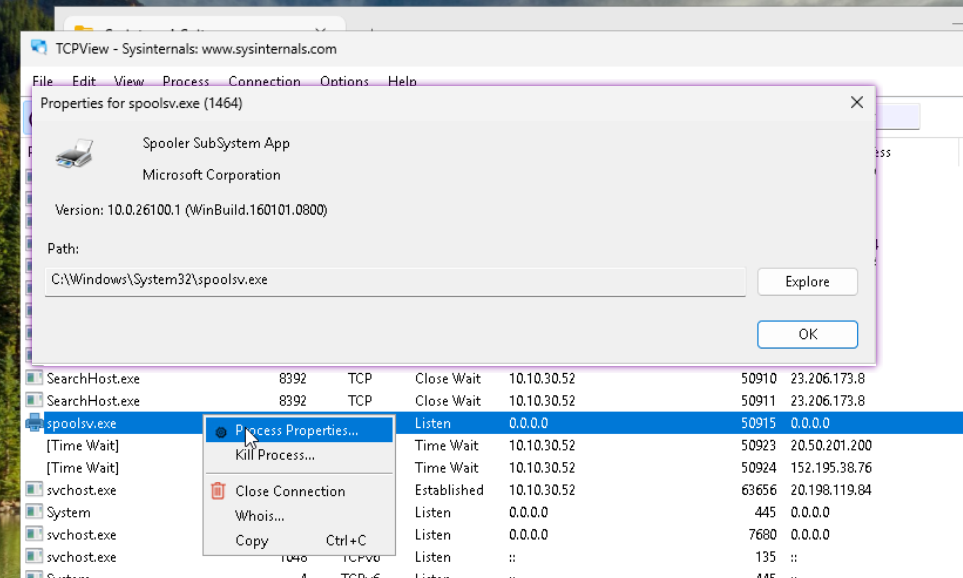 TCPView - Sysinternals: www.sysinternals.com
File Edit View Process Connection Options Help
Properties for spoolsv.exe (1464)
Spooler SubSystem App
Microsoft Corporation
Version: 10.0.26100.1 (WinBuild.160101.0800)
Path:
C:\Windows\System32\spoolsv.exe
Explore
OK
SearchHost.exe 8392 TCP Close Wait 10.10.30.52 50910 23.206.173.8
SearchHost.exe 8392 TCP Close Wait 10.10.30.52 50911 23.206.173.8
spoolsv.exe Listen 0.0.0.0 50915 0.0.0.0
[Time Wait] Time Wait 10.10.30.52 50923 20.50.201.200
[Time Wait] Time Wait 10.10.30.52 50924 152.195.38.76
svchost.exe Established 10.10.30.52 63656 20.198.119.84
System Listen 0.0.0.0 445 0.0.0.0
svchost.exe Listen 0.0.0.0 7680 0.0.0.0
svchost.exe 1048 TCPv6 Listen :: 135 ::
System 4 TCPv6 Listen :: 445 ::
Process Properties...
Kill Process...
Close Connection
Whois...
Copy Ctrl+C